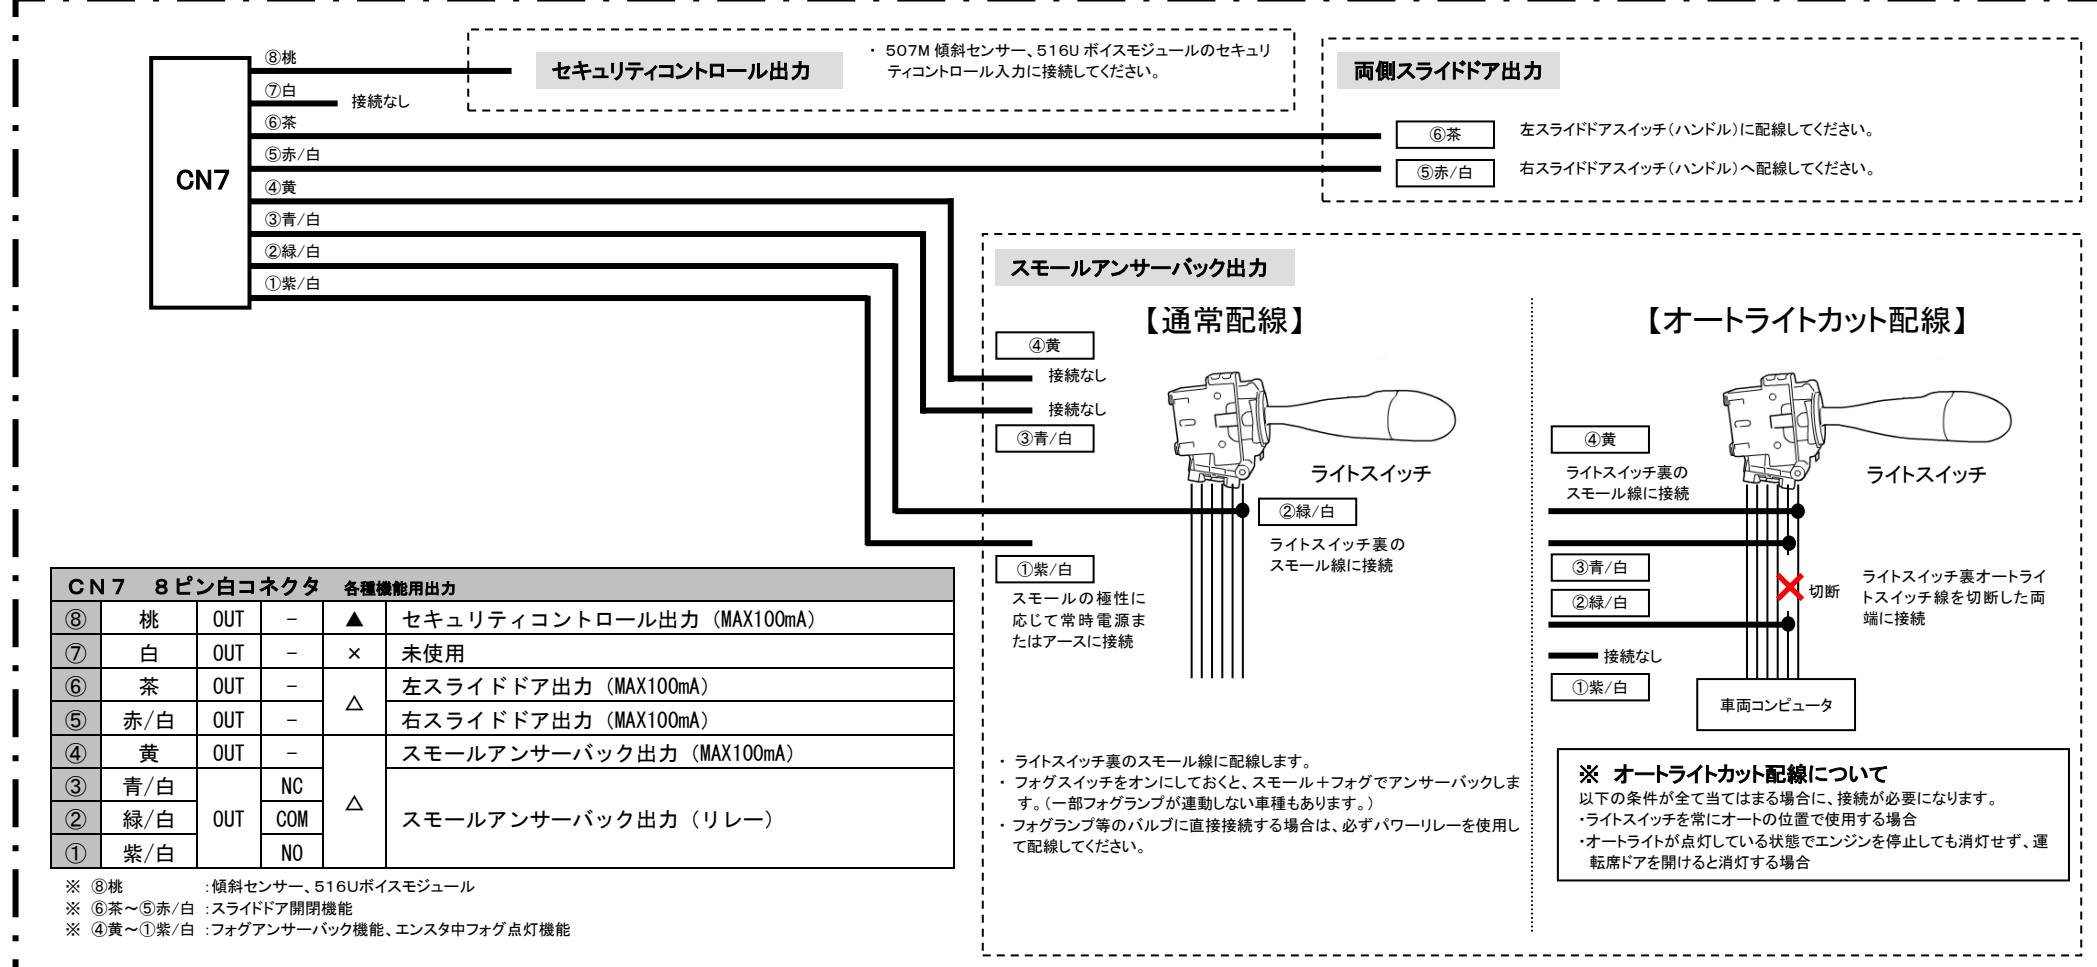 ⑧桃
⑦白
接続なし
⑥茶
⑤赤/白
④黄
③青/白
②緑/白
①紫/白
CN7
セキュリティコントロール出力
・ 507M 傾斜センサー、516U ボイスモジュールのセキュリ
ティコントロール入力に接続してください。
両側スライドドア出力
⑥茶
左スライドドアスイッチ(ハンドル)に配線してください。
⑤赤/白
右スライドドアスイッチ(ハンドル)へ配線してください。
スモールアンサーバック出力
【通常配線】
④黄
接続なし
接続なし
③青/白
ライトスイッチ
②緑/白
ライトスイッチ裏の
スモール線に接続
①紫/白
スモールの極性に
応じて常時電源ま
たはアースに接続
・ ライトスイッチ裏のスモール線に配線します。
・ フォグスイッチをオンにしておくと、スモール+フォグでアンサーバックしま
す。(一部フォグランプが連動しない車種もあります。)
・ フォグランプ等のバルブに直接接続する場合は、必ずパワーリレーを使用し
て配線してください。
【オートライトカット配線】
④黄
ライトスイッチ裏の
スモール線に接続
ライトスイッチ
③青/白
②緑/白
切断
ライトスイッチ裏オートライ
トスイッチ線を切断した両
端に接続
接続なし
①紫/白
車両コンピュータ
※ オートライトカット配線について
以下の条件が全て当てはまる場合に、接続が必要になります。
・ライトスイッチを常にオートの位置で使用する場合
・オートライトが点灯している状態でエンジンを停止しても消灯せず、運
転席ドアを開けると消灯する場合
CN7 8ピン白コネクタ 各種機能用出力
⑧ 桃 OUT - ▲ セキュリティコントロール出力(MAX100mA)
⑦ 白 OUT - × 未使用
⑥ 茶 OUT - △ 左スライドドア出力(MAX100mA)
⑤ 赤/白 OUT - 右スライドドア出力(MAX100mA)
④ 黄 OUT - スモールアンサーバック出力(MAX100mA)
③ 青/白 NC
② 緑/白 OUT COM △ スモールアンサーバック出力(リレー)
① 紫/白 NO
※ ⑧桃 :傾斜センサー、516Uボイスモジュール
※ ⑥茶~⑤赤/白 :スライドドア開閉機能
※ ④黄~①紫/白 :フォグアンサーバック機能、エンスタ中フォグ点灯機能